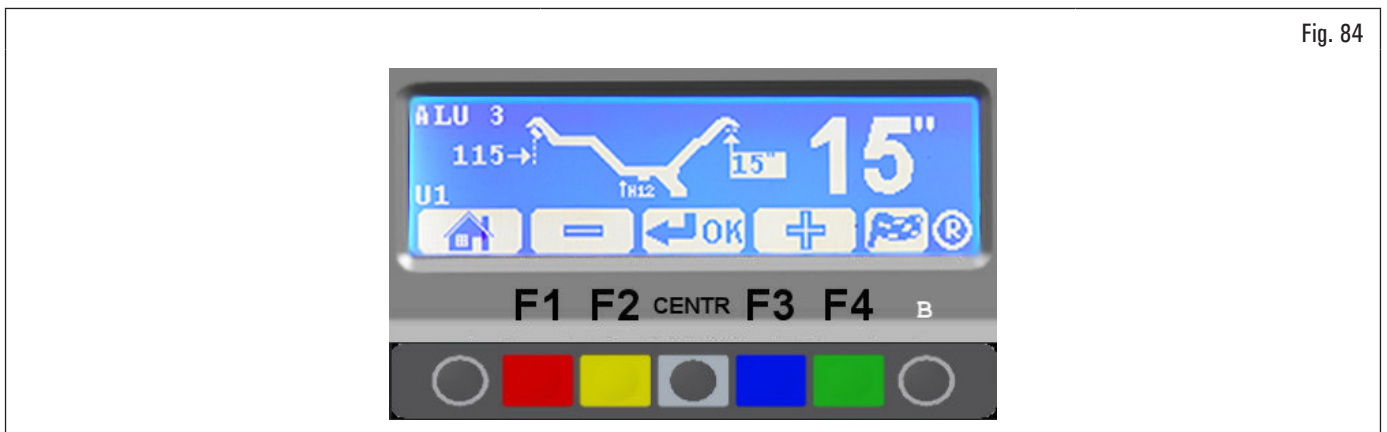 Fig. 84
ALU 3
15"
115
15"
H12
U1
OK
R
F1 F2 CENTR F3 F4 B